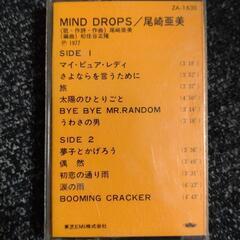 ZA-1635
MIND DROPS／尾崎亜美
(歌・作詩・作曲) 尾崎亜美
(編曲) 松任谷正隆
℗ 1977
SIDE 1
マイ・ピュア・レディ (3'18")
さよならを言うために
旅
太陽のひとりごと
BYE BYE MR.RANDOM
うわさの男
SIDE 2
夢子とかげろう
偶然
初恋の通り雨
涙の雨
BOOMING CRACKER
東芝EMI株式会社